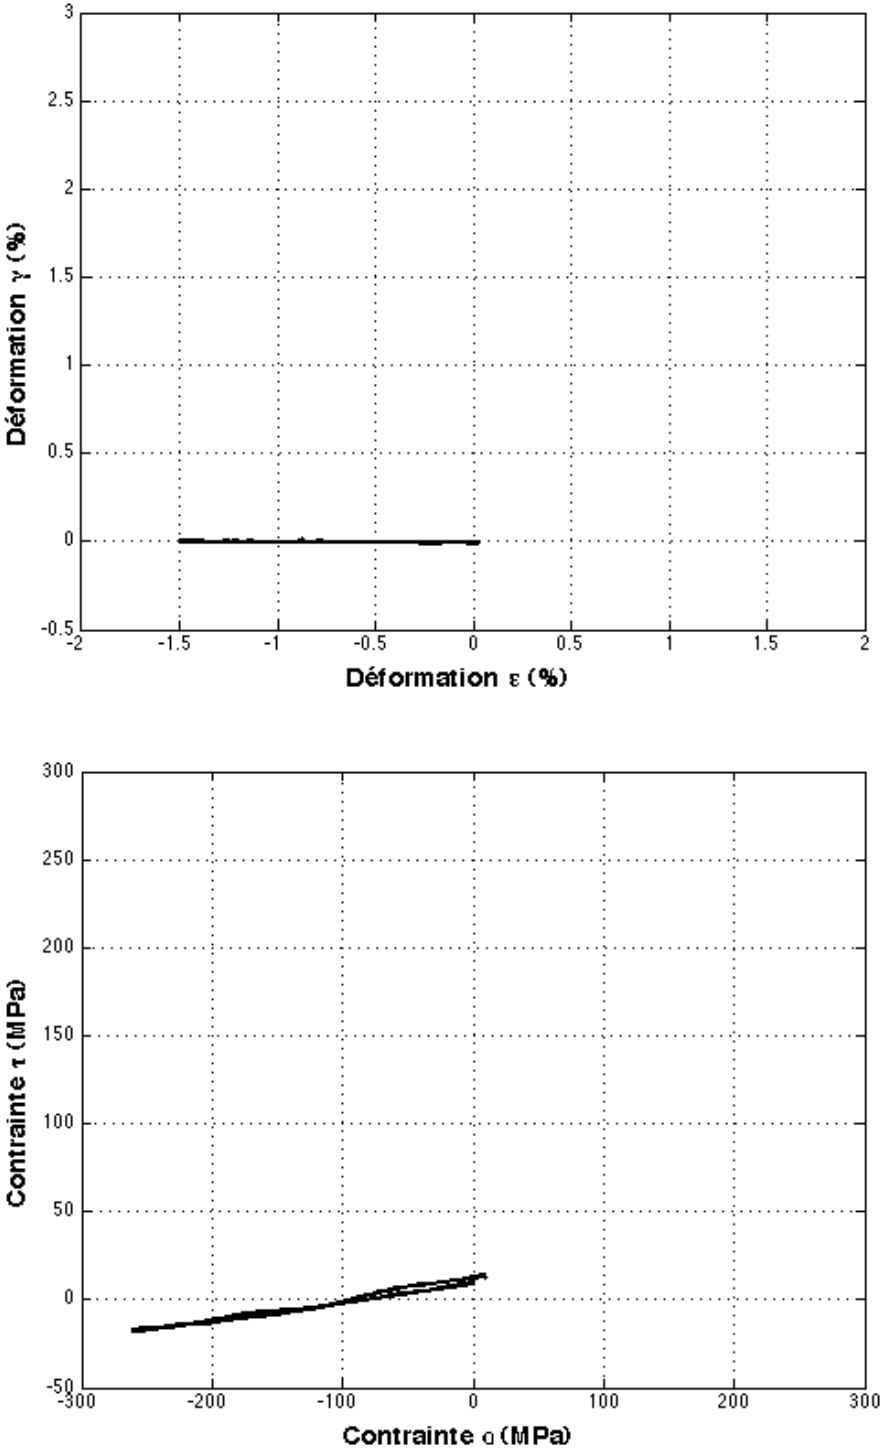 3
2.5
2
1.5
1
0.5
0
-0.5
Déformation γ (%)
-2 -1.5 -1 -0.5 0 0.5 1 1.5 2
Déformation ε (%)
300
250
200
150
100
50
0
-50
Contrainte τ (MPa)
-300 -200 -100 0 100 200 300
Contrainte σ (MPa)